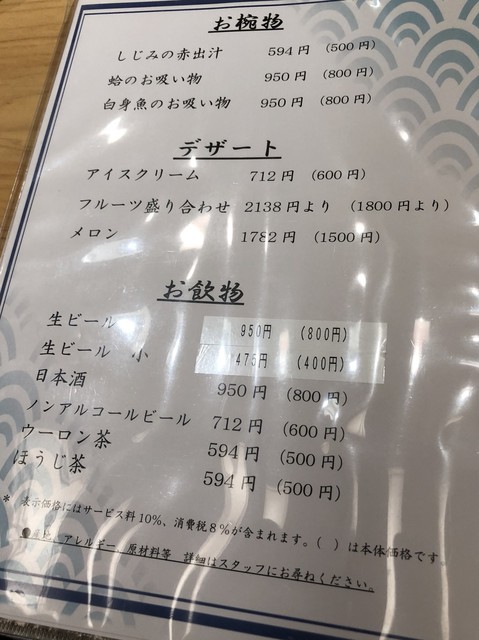 お椀物
しじみの赤出汁 594円 (500円)
蛤のお吸い物 950円 (800円)
白身魚のお吸い物 950円 (800円)
デザート
アイスクリーム 712円 (600円)
フルーツ盛り合わせ 2138円より (1800円より)
メロン 1782円 (1500円)
お飲物
生ビール 950円 (800円)
生ビール 小 475円 (400円)
日本酒 950円 (800円)
ノンアルコールビール 712円 (600円)
ウーロン茶 594円 (500円)
ほうじ茶 594円 (500円)
* 表示価格にはサービス料10%、消費税8%が含まれます。( )は本体価格です
アレルギー、原材料等 詳細はスタッフにお尋ねください。